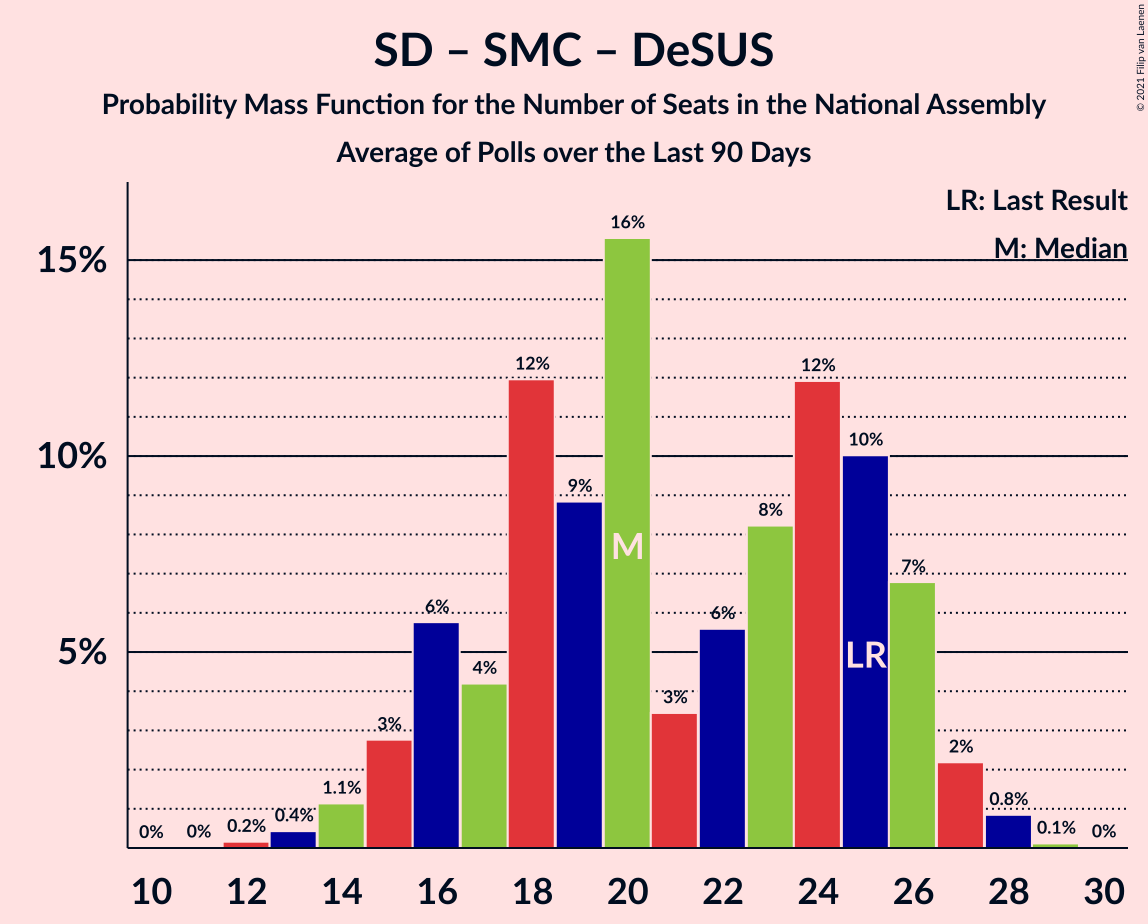 SD – SMC – DeSUS
Probability Mass Function for the Number of Seats in the National Assembly
Average of Polls over the Last 90 Days
© 2021 Filip van Laenen
LR: Last Result
M: Median
15%
10%
5%
0%
0%
0.2%
0.4%
1.1%
3%
6%
4%
12%
9%
16%
3%
6%
8%
12%
10%
7%
2%
0.8%
0.1%
0%
M
LR
10 12 14 16 18 20 22 24 26 28 30